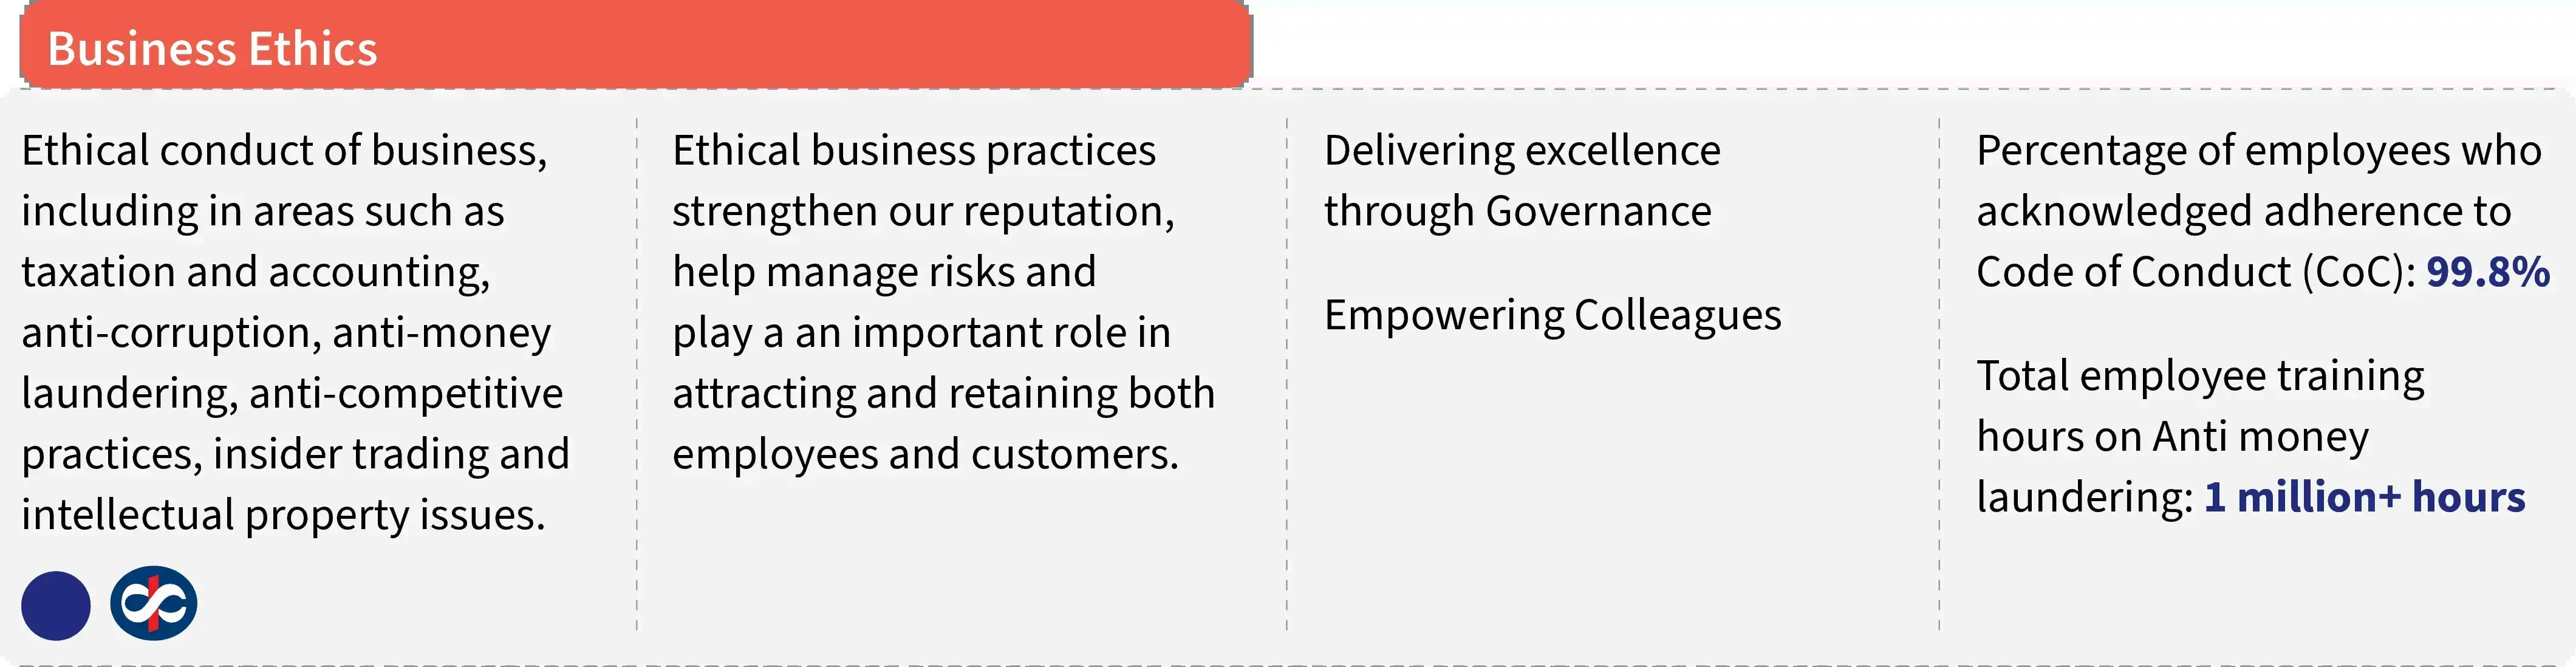 Business Ethics
Ethical conduct of business,
including in areas such as
taxation and accounting,
anti-corruption, anti-money
laundering, anti-competitive
practices, insider trading and
intellectual property issues.
Ethical business practices
strengthen our reputation,
help manage risks and
play a an important role in
attracting and retaining both
employees and customers.
Delivering excellence
through Governance
Empowering Colleagues
Percentage of employees who
acknowledged adherence to
Code of Conduct (CoC): 99.8%
Total employee training
hours on Anti money
laundering: 1 million+ hours